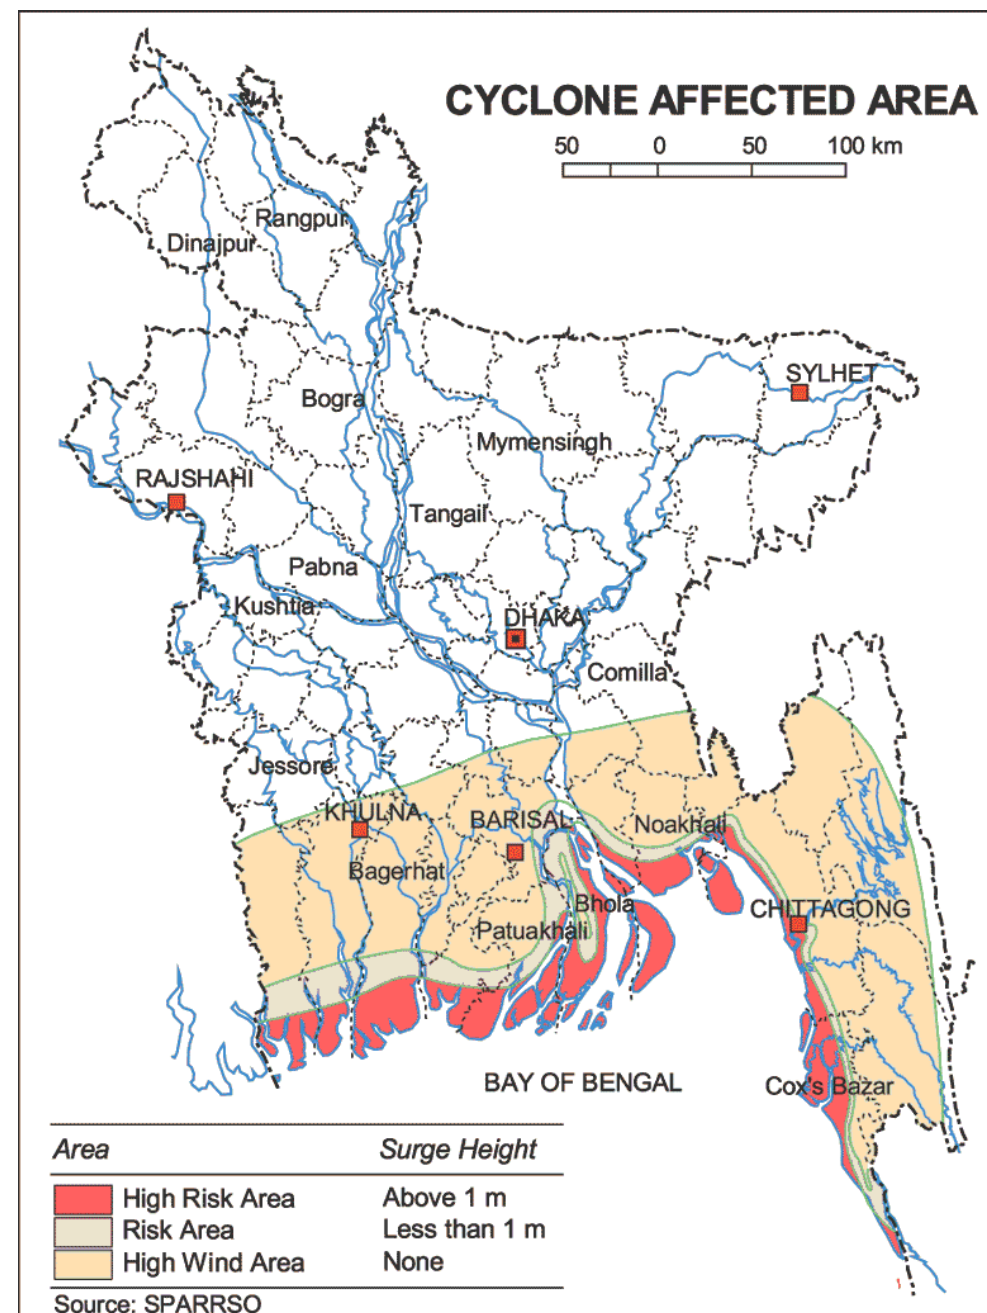 CYCLONE AFFECTED AREA
50 0 50 100 km
Rangpur
Dinajpur
SYLHET
Bogra
Mymensingh
RAJSHAHI
Tangail
Pabna
Kushtia
DHAKA
Comilla
Jessore
KHULNA
BARISAL
Noakhali
Bagerhat
Bhola
CHITTAGONG
Patuakhali
BAY OF BENGAL
Cox's Bazar
Area Surge Height
High Risk Area Above 1 m
Risk Area Less than 1 m
High Wind Area None
Source: SPARRSO